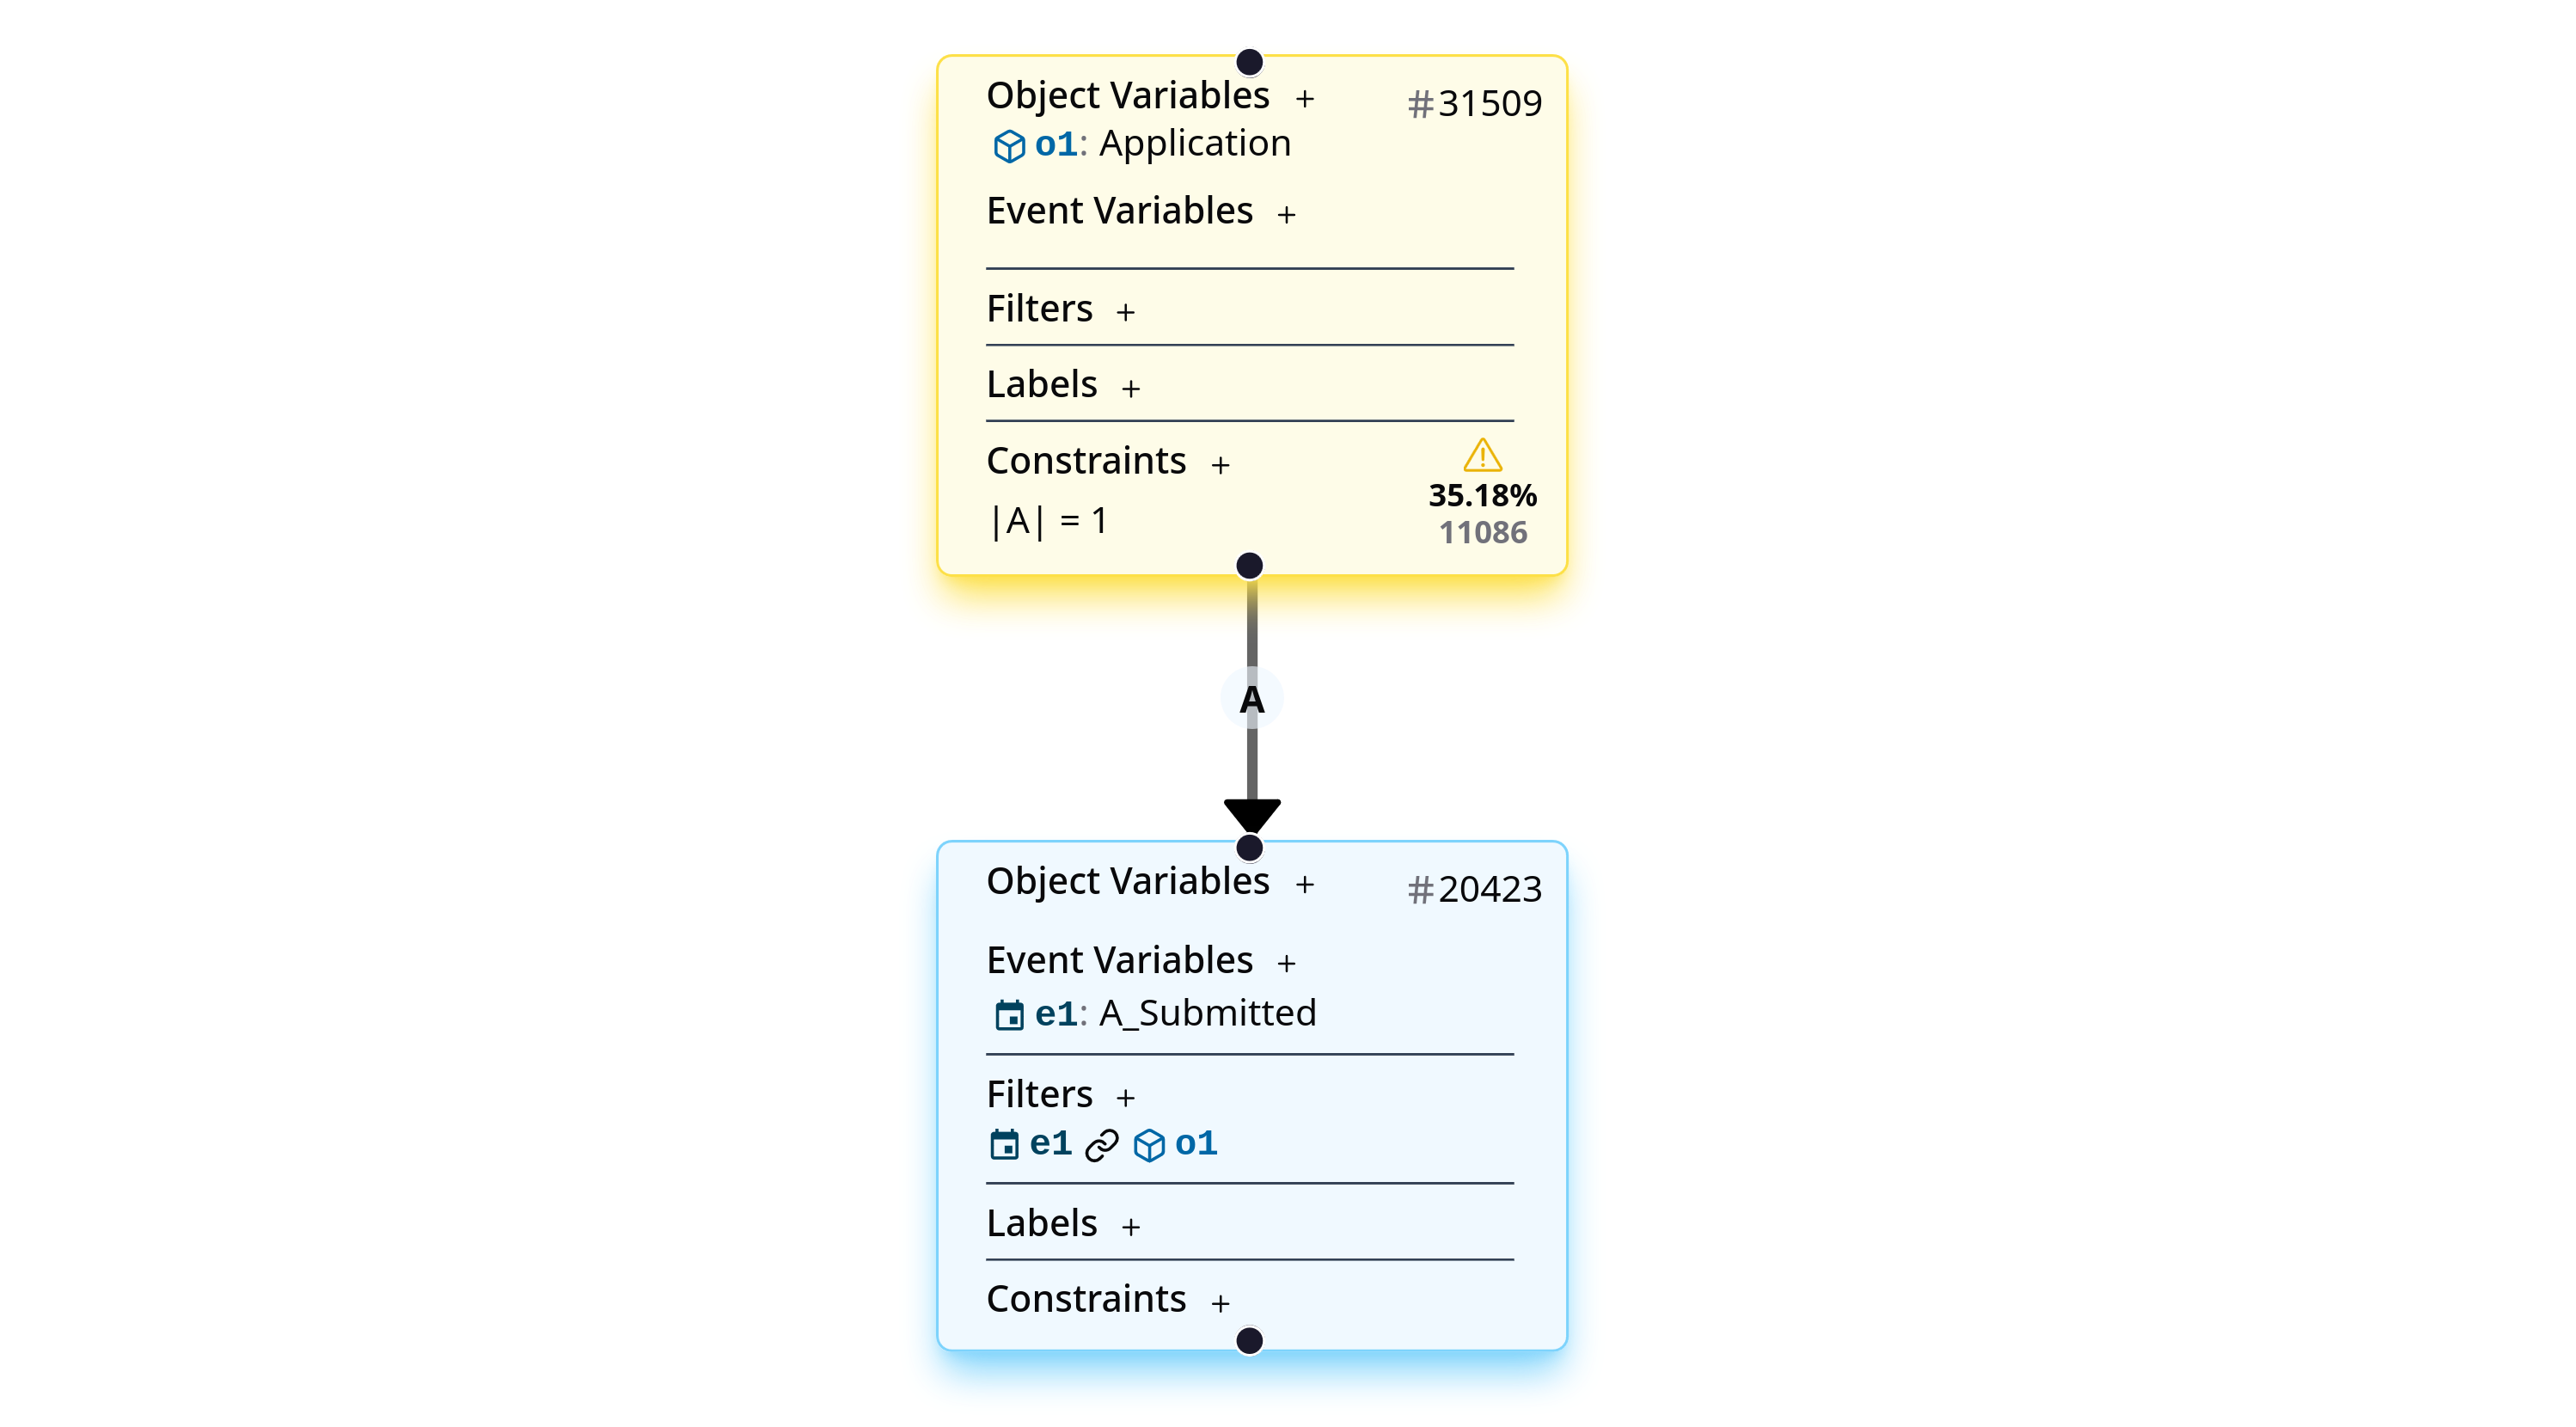 Object Variables +
#31509
o1: Application
Event Variables +
Filters +
Labels +
Constraints +
35.18%
|A| = 1
11086
A
Object Variables +
#20423
Event Variables +
e1: A_Submitted
Filters +
e1 o1
Labels +
Constraints +